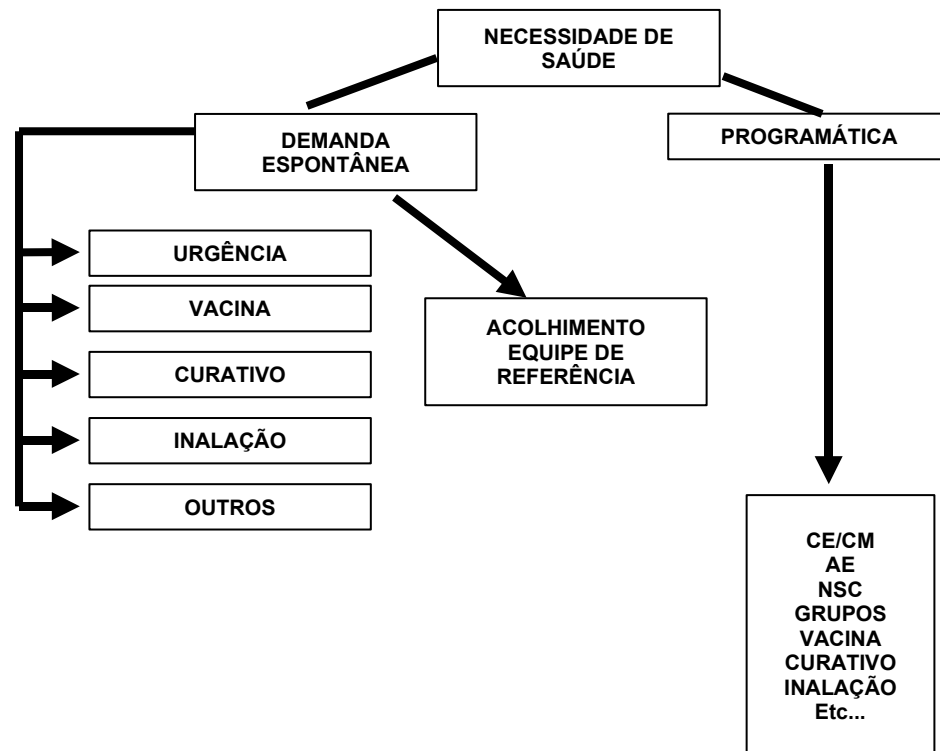 NECESSIDADE DE
SAÚDE
DEMANDA
ESPONTÂNEA
PROGRAMÁTICA
URGÊNCIA
VACINA
CURATIVO
INALAÇÃO
OUTROS
ACOLHIMENTO
EQUIPE DE
REFERÊNCIA
CE/CM
AE
NSC
GRUPOS
VACINA
CURATIVO
INALAÇÃO
Etc...